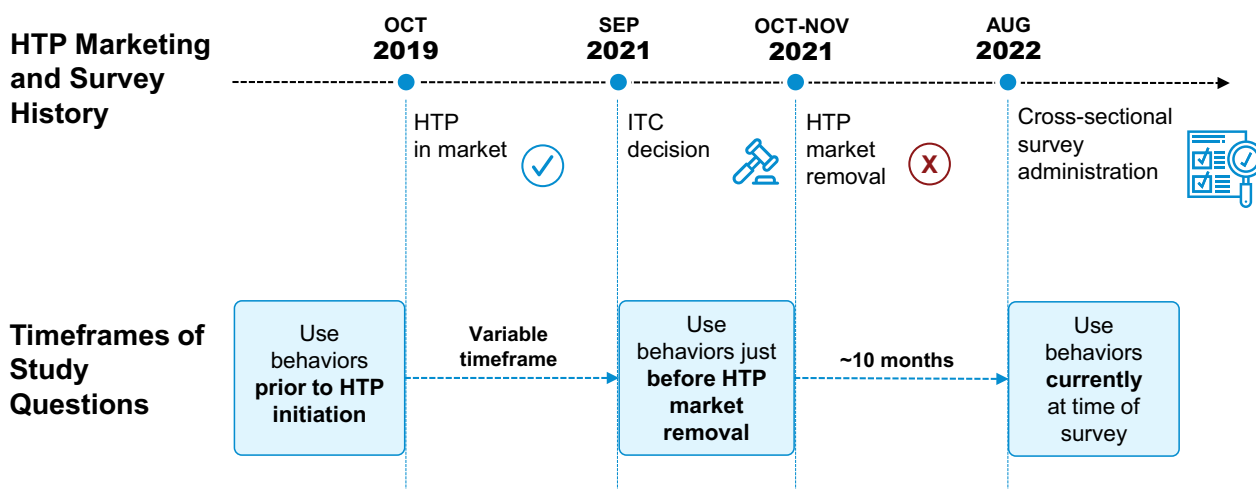 HTP Marketing
and Survey
History
OCT
2019
SEP
2021
OCT-NOV
2021
AUG
2022
HTP
in market
ITC
decision
HTP
market
removal
X
Cross-sectional
survey
administration
Timeframes of
Study
Questions
Use
behaviors
prior to HTP
initiation
Variable
timeframe
Use
behaviors just
before HTP
market
removal
~10 months
Use
behaviors
currently
at time of
survey